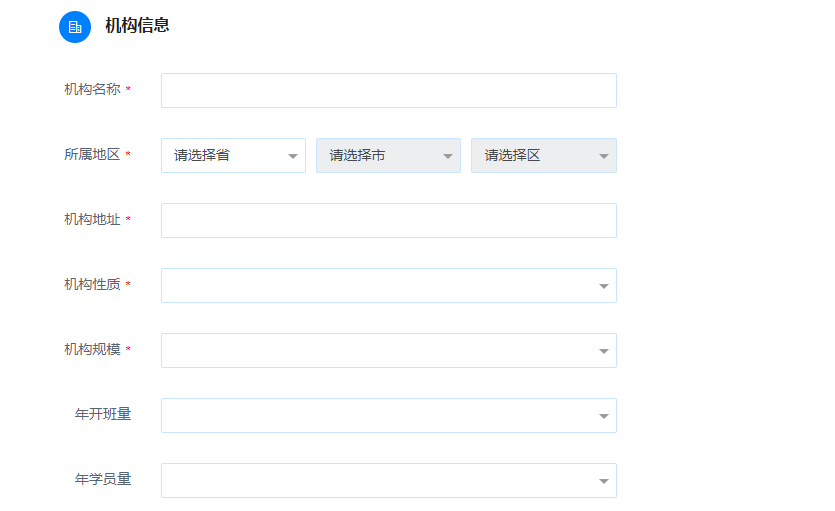 机构信息
机构名称 *
所属地区 * 请选择省 请选择市 请选择区
机构地址 *
机构性质 *
机构规模 *
年开班量
年学员量